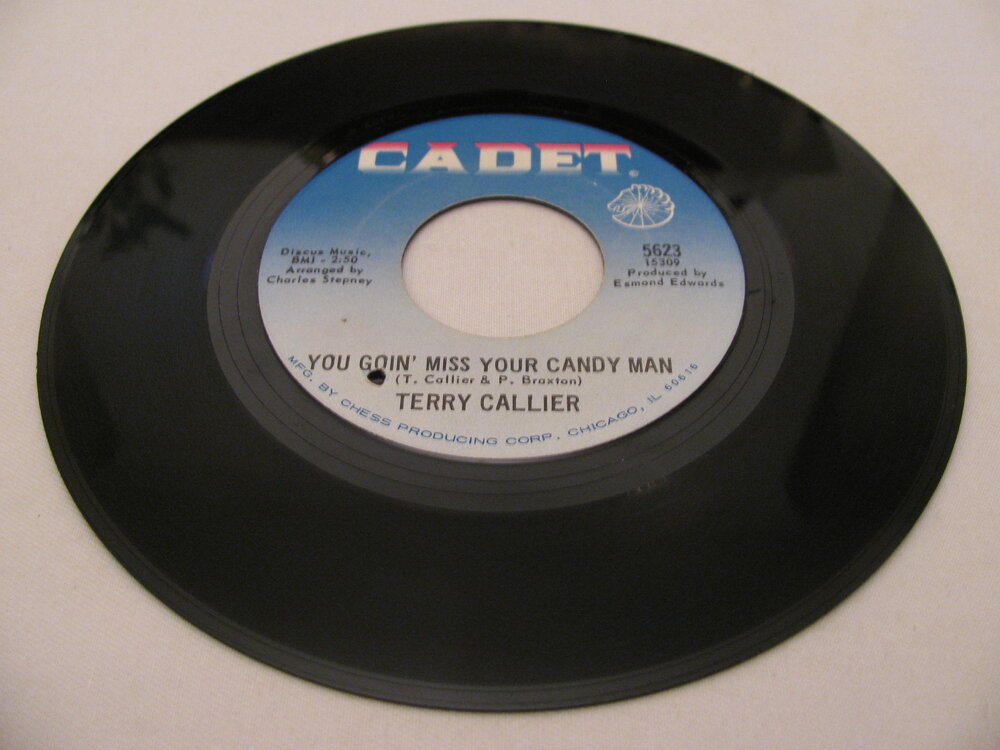 CADET.
©
Discus Music,
BMI - 2:50
Arranged by
Charles Stepney
5623
15309
Produced by
Esmond Edwards
YOU GOIN' MISS YOUR CANDY MAN
(T. Callier & P. Braxton)
TERRY CALLIER
MFG. BY CHESS PRODUCING CORP., CHICAGO, IL 60616